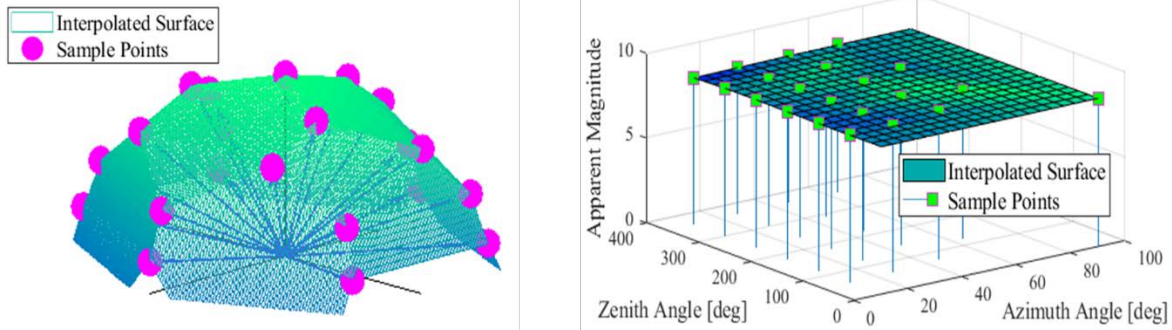 Interpolated Surface
Sample Points
Apparent Magnitude
10
5
0
400
300
200
100
0
0
20
40
60
80
100
Zenith Angle [deg]
Azimuth Angle [deg]
Interpolated Surface
Sample Points